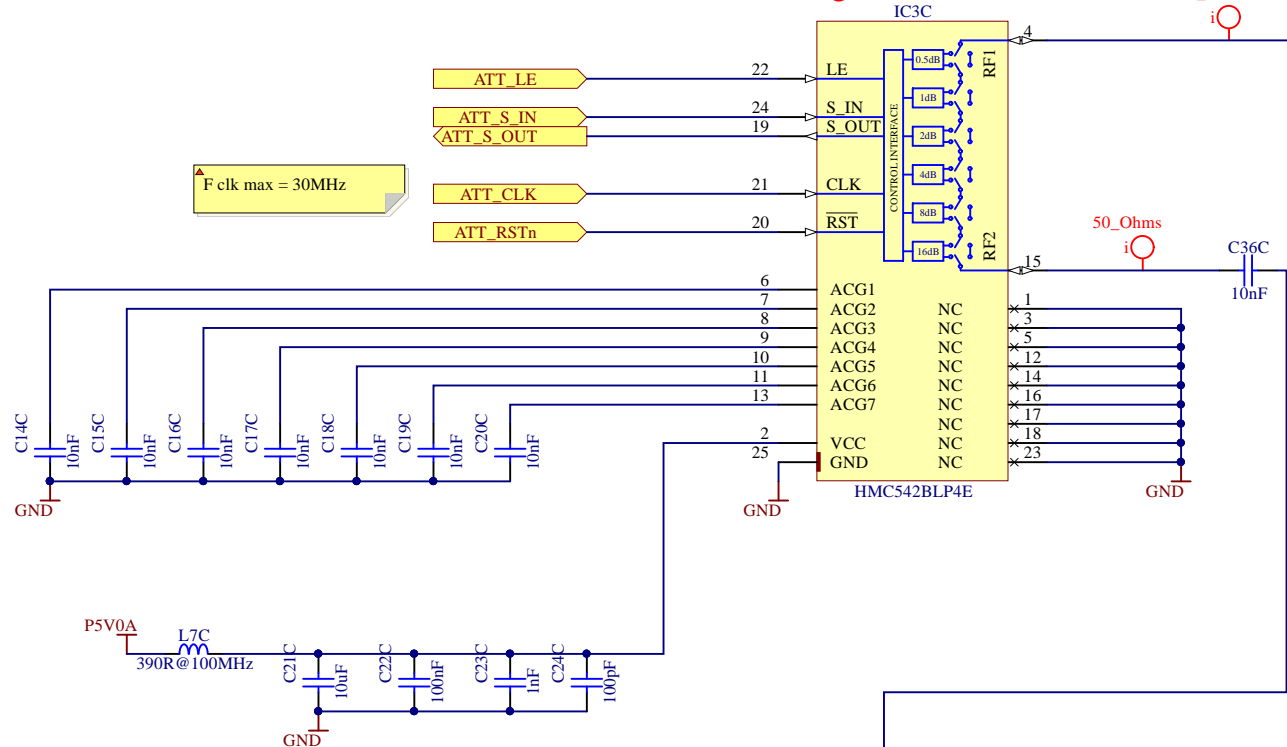 IC3C
i
4
ATT_LE
22
LE
0.5dB
RF1
ATT_S_IN
24
S_IN
1dB
ATT_S_OUT
19
S_OUT
CONTROL INTERFACE
2dB
F clk max = 30MHz
ATT_CLK
21
CLK
4dB
ATT_RSTn
20
RST
8dB
RF2
16dB
50_Ohms
i
15
C36C
10nF
6
ACG1
7
ACG2
NC
1
8
ACG3
NC
3
9
ACG4
NC
5
10
ACG5
NC
12
11
ACG6
NC
14
13
ACG7
NC
16
NC
17
2
VCC
NC
18
25
GND
NC
23
HMC542BLP4E
GND
GND
C14C
10nF
C15C
10nF
C16C
10nF
C17C
10nF
C18C
10nF
C19C
10nF
C20C
10nF
GND
P5V0A
L7C
390R@100MHz
C21C
10uF
C22C
100nF
C23C
1nF
C24C
100pF
GND